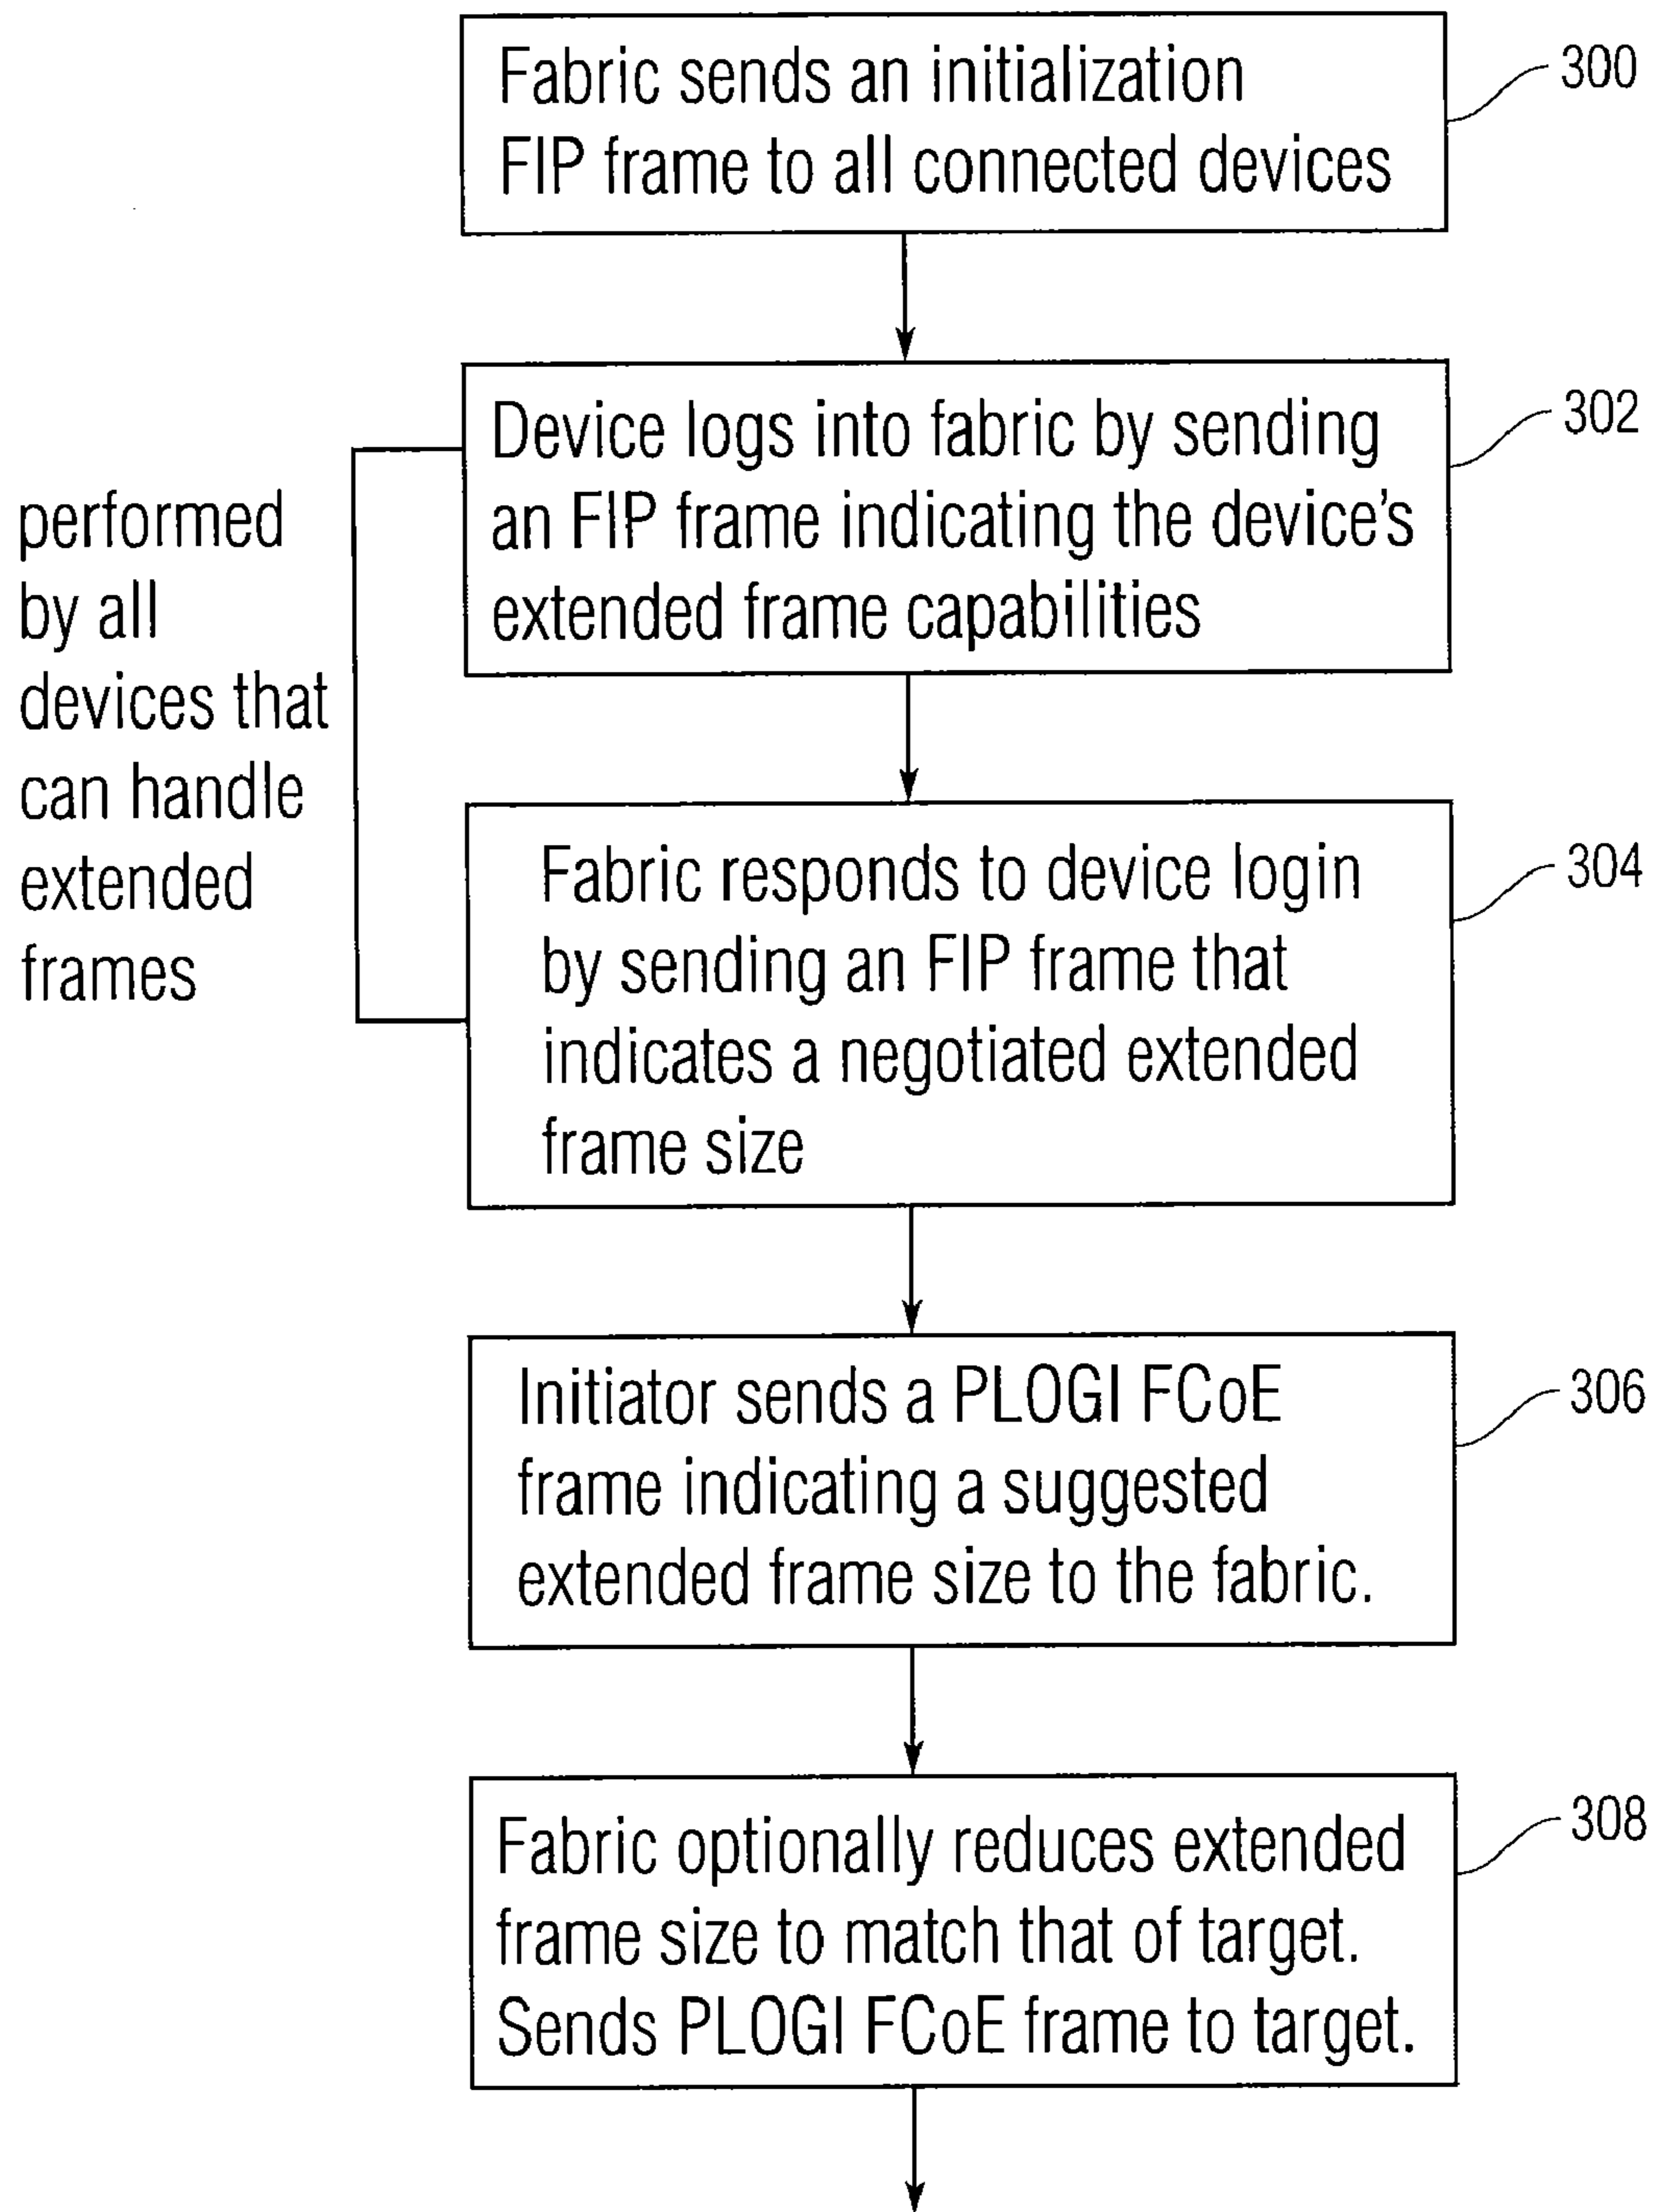 Fabric sends an initialization
FIP frame to all connected devices
300
Device logs into fabric by sending
an FIP frame indicating the device's
extended frame capabilities
302
performed
by all
devices that
can handle
extended
frames
Fabric responds to device login
by sending an FIP frame that
indicates a negotiated extended
frame size
304
Initiator sends a PLOGI FCoE
frame indicating a suggested
extended frame size to the fabric.
306
Fabric optionally reduces extended
frame size to match that of target.
Sends PLOGI FCoE frame to target.
308